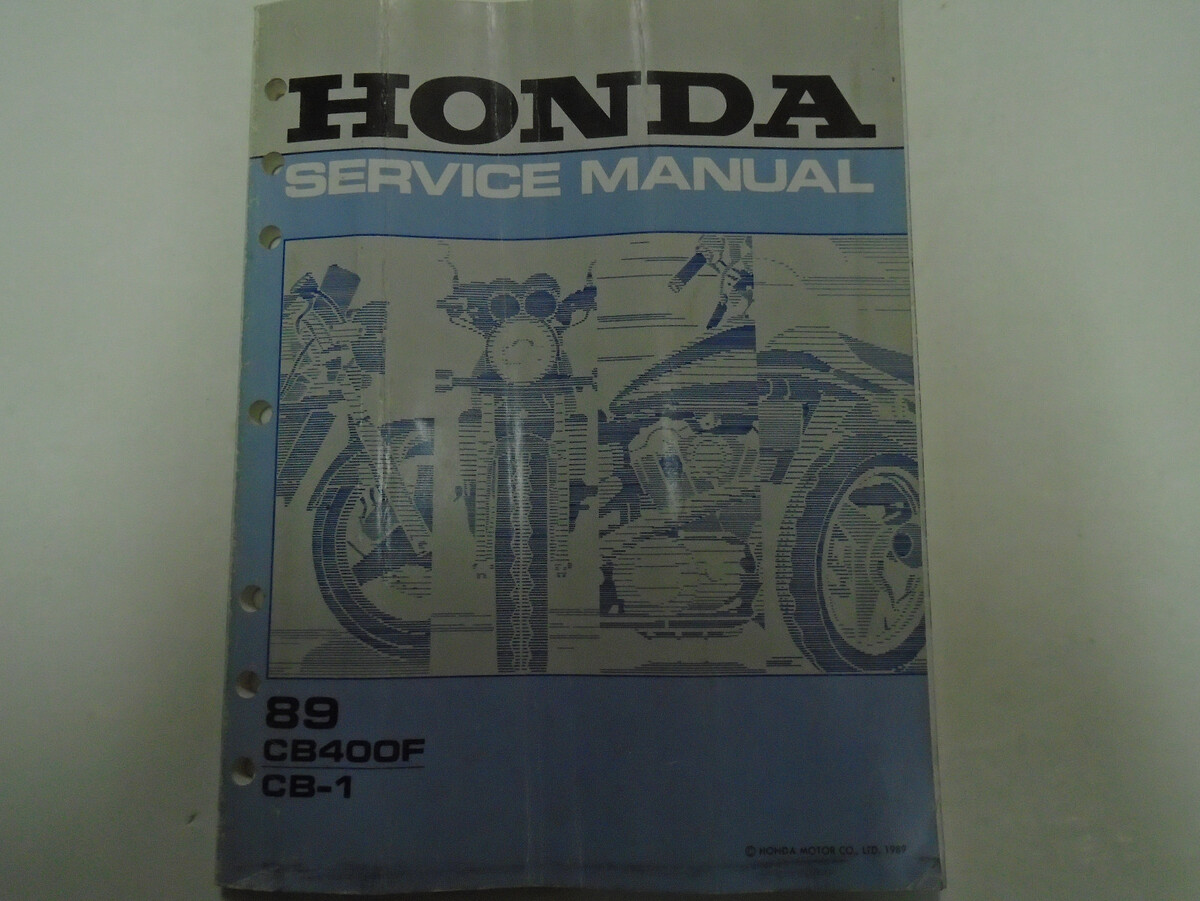 HONDA
SERVICE MANUAL
89
CB400F
CB-1
© HONDA MOTOR CO., LTD. 1989